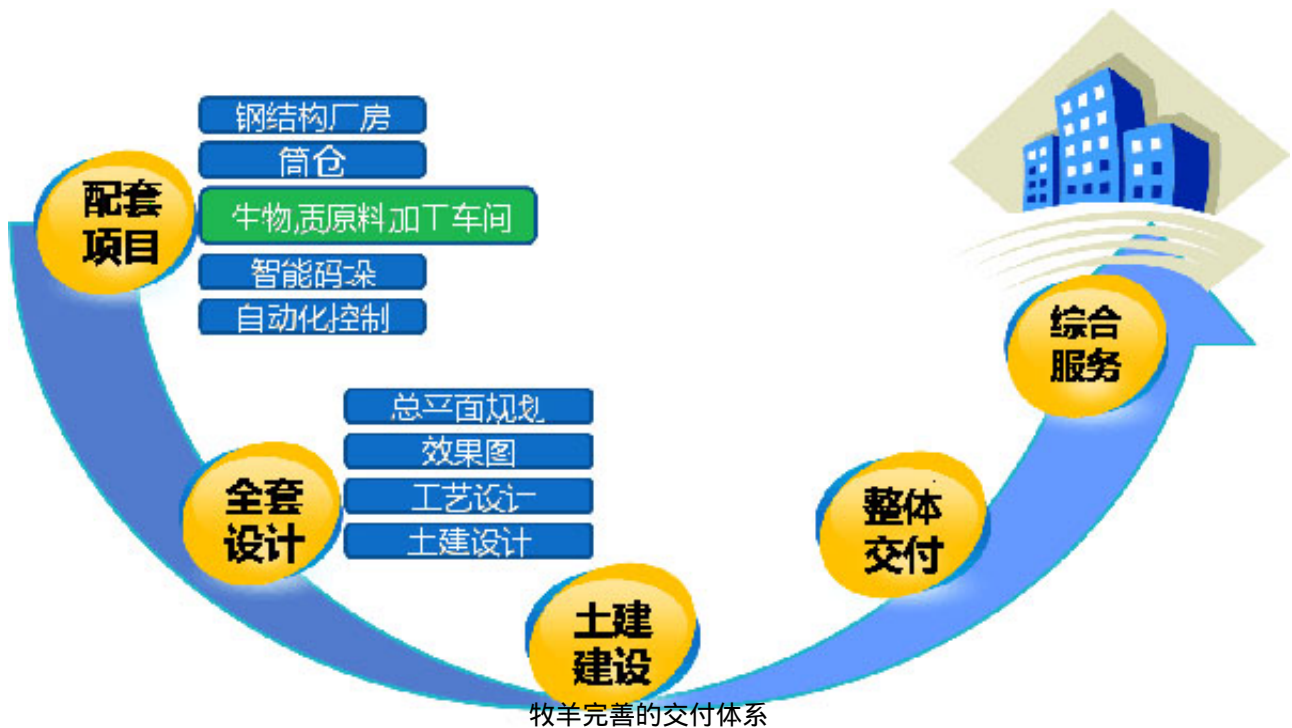 钢结构厂房
筒仓
配套
项目
生物质原料加工车间
智能码垛
自动化控制
综合
服务
总平面规划
效果图
工艺设计
土建设计
全套
设计
整体
交付
土建
建设
牧羊完善的交付体系